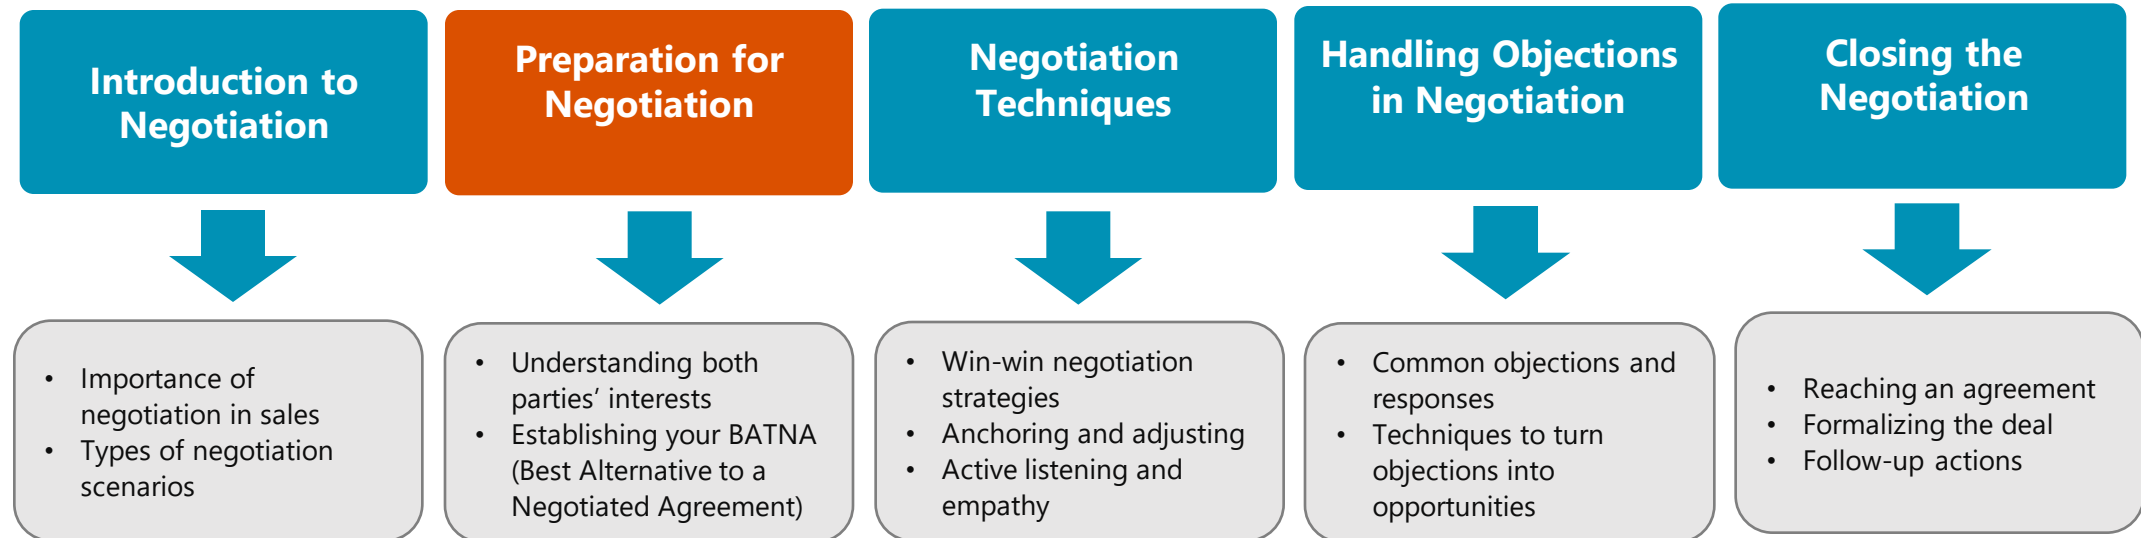 Introduction to
Negotiation
Preparation for
Negotiation
Negotiation
Techniques
Handling Objections
in Negotiation
Closing the
Negotiation
• Importance of
negotiation in sales
• Types of negotiation
scenarios
• Understanding both
parties’ interests
• Establishing your BATNA
(Best Alternative to a
Negotiated Agreement)
• Win-win negotiation
strategies
• Anchoring and adjusting
• Active listening and
empathy
• Common objections and
responses
• Techniques to turn
objections into
opportunities
• Reaching an agreement
• Formalizing the deal
• Follow-up actions